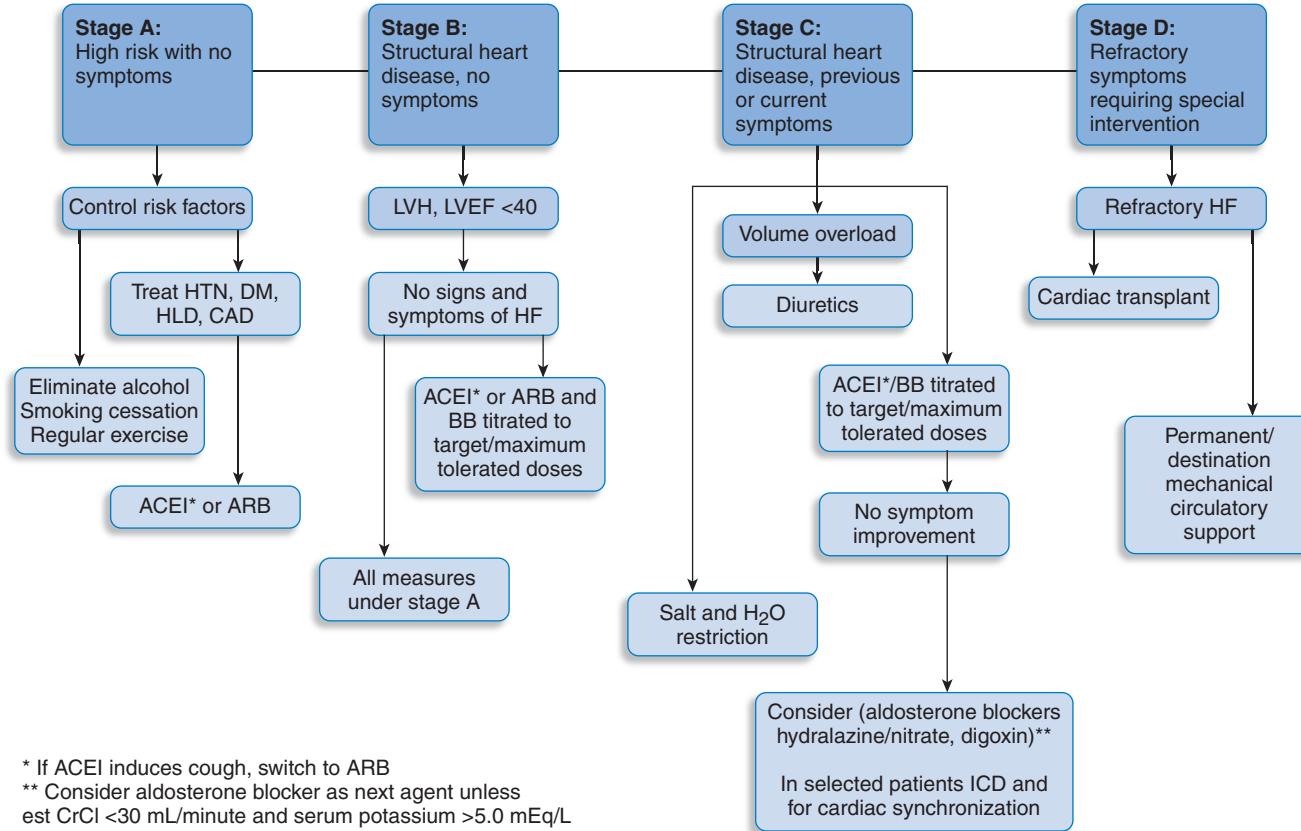 Stage A:
High risk with no
symptoms
Stage B:
Structural heart
disease, no
symptoms
Stage C:
Structural heart
disease, previous
or current
symptoms
Stage D:
Refractory
symptoms
requiring special
intervention
Control risk factors
Treat HTN, DM,
HLD, CAD
Eliminate alcohol
Smoking cessation
Regular exercise
ACEI* or ARB
LVH, LVEF <40
No signs and
symptoms of HF
ACEI* or ARB and
BB titrated to
target/maximum
tolerated doses
All measures
under stage A
Volume overload
Diuretics
ACEI*/BB titrated
to target/maximum
tolerated doses
No symptom
improvement
Salt and H₂O
restriction
Consider (aldosterone blockers
hydralazine/nitrate, digoxin)**
In selected patients ICD and
for cardiac synchronization
Refractory HF
Cardiac transplant
Permanent/
destination
mechanical
circulatory
support
* If ACEI induces cough, switch to ARB
** Consider aldosterone blocker as next agent unless
est CrCl <30 mL/minute and serum potassium >5.0 mEq/L